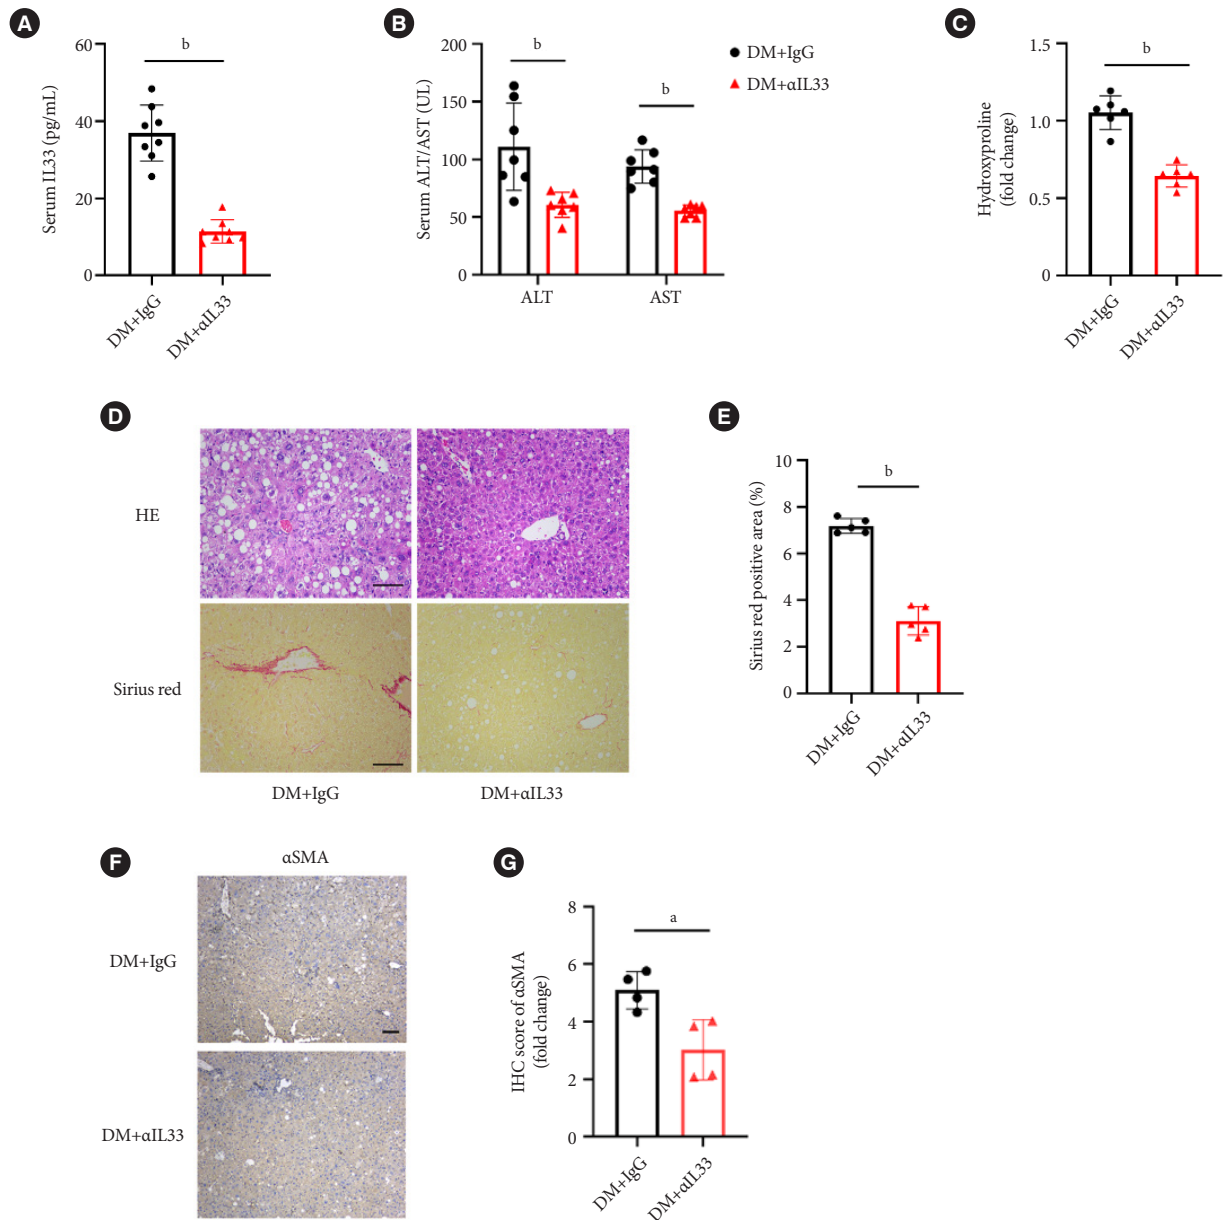 A
Serum IL33 (pg/mL)
60
40
20
0
b
DM+IgG
DM+αIL33
B
Serum ALT/AST (UL)
200
150
100
50
0
b
b
ALT
AST
DM+IgG
DM+αIL33
C
Hydroxyproline
(fold change)
1.5
1.0
0.5
0
b
DM+IgG
DM+αIL33
D
HE
Sirius red
DM+IgG
DM+αIL33
E
Sirius red positive area (%)
10
8
6
4
2
0
b
DM+IgG
DM+αIL33
F
αSMA
DM+IgG
DM+αIL33
G
IHC score of αSMA
(fold change)
8
6
4
2
0
a
DM+IgG
DM+αIL33